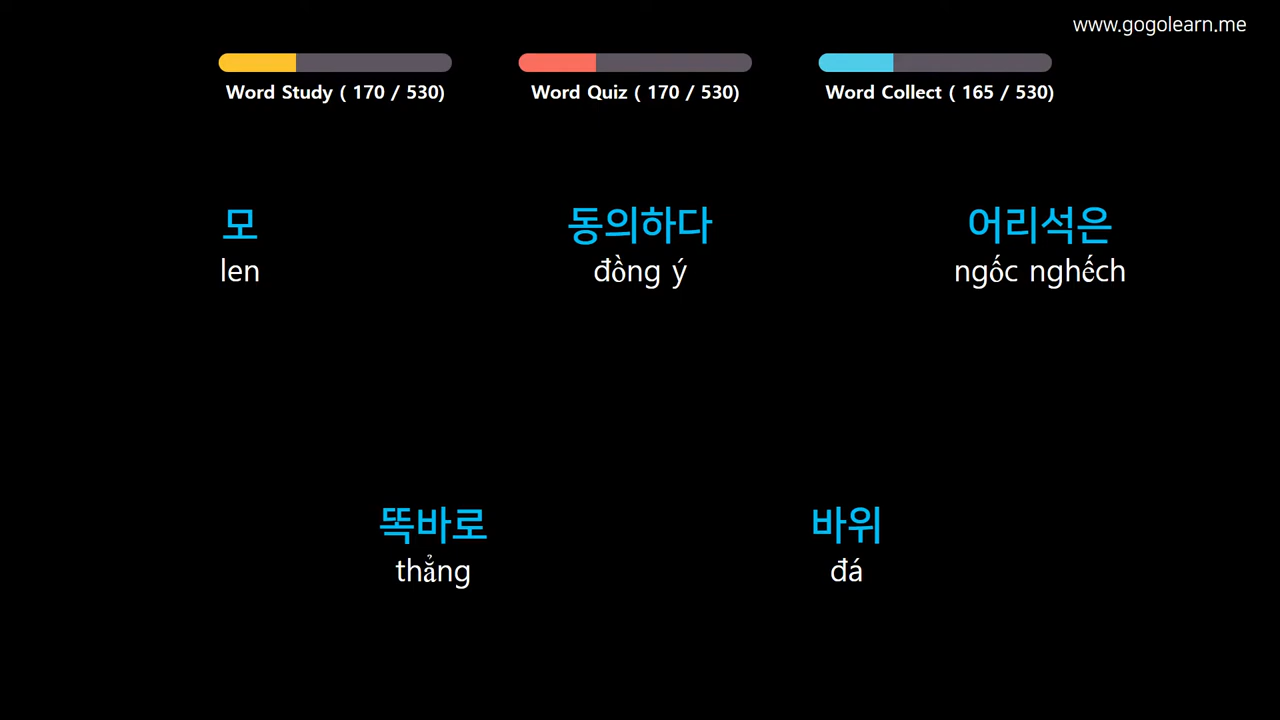 www.gogolearn.me
Word Study ( 170 / 530)
Word Quiz ( 170 / 530)
Word Collect ( 165 / 530)
모
len
동의하다
đồng ý
어리석은
ngốc nghếch
똑바로
thẳng
바위
đá